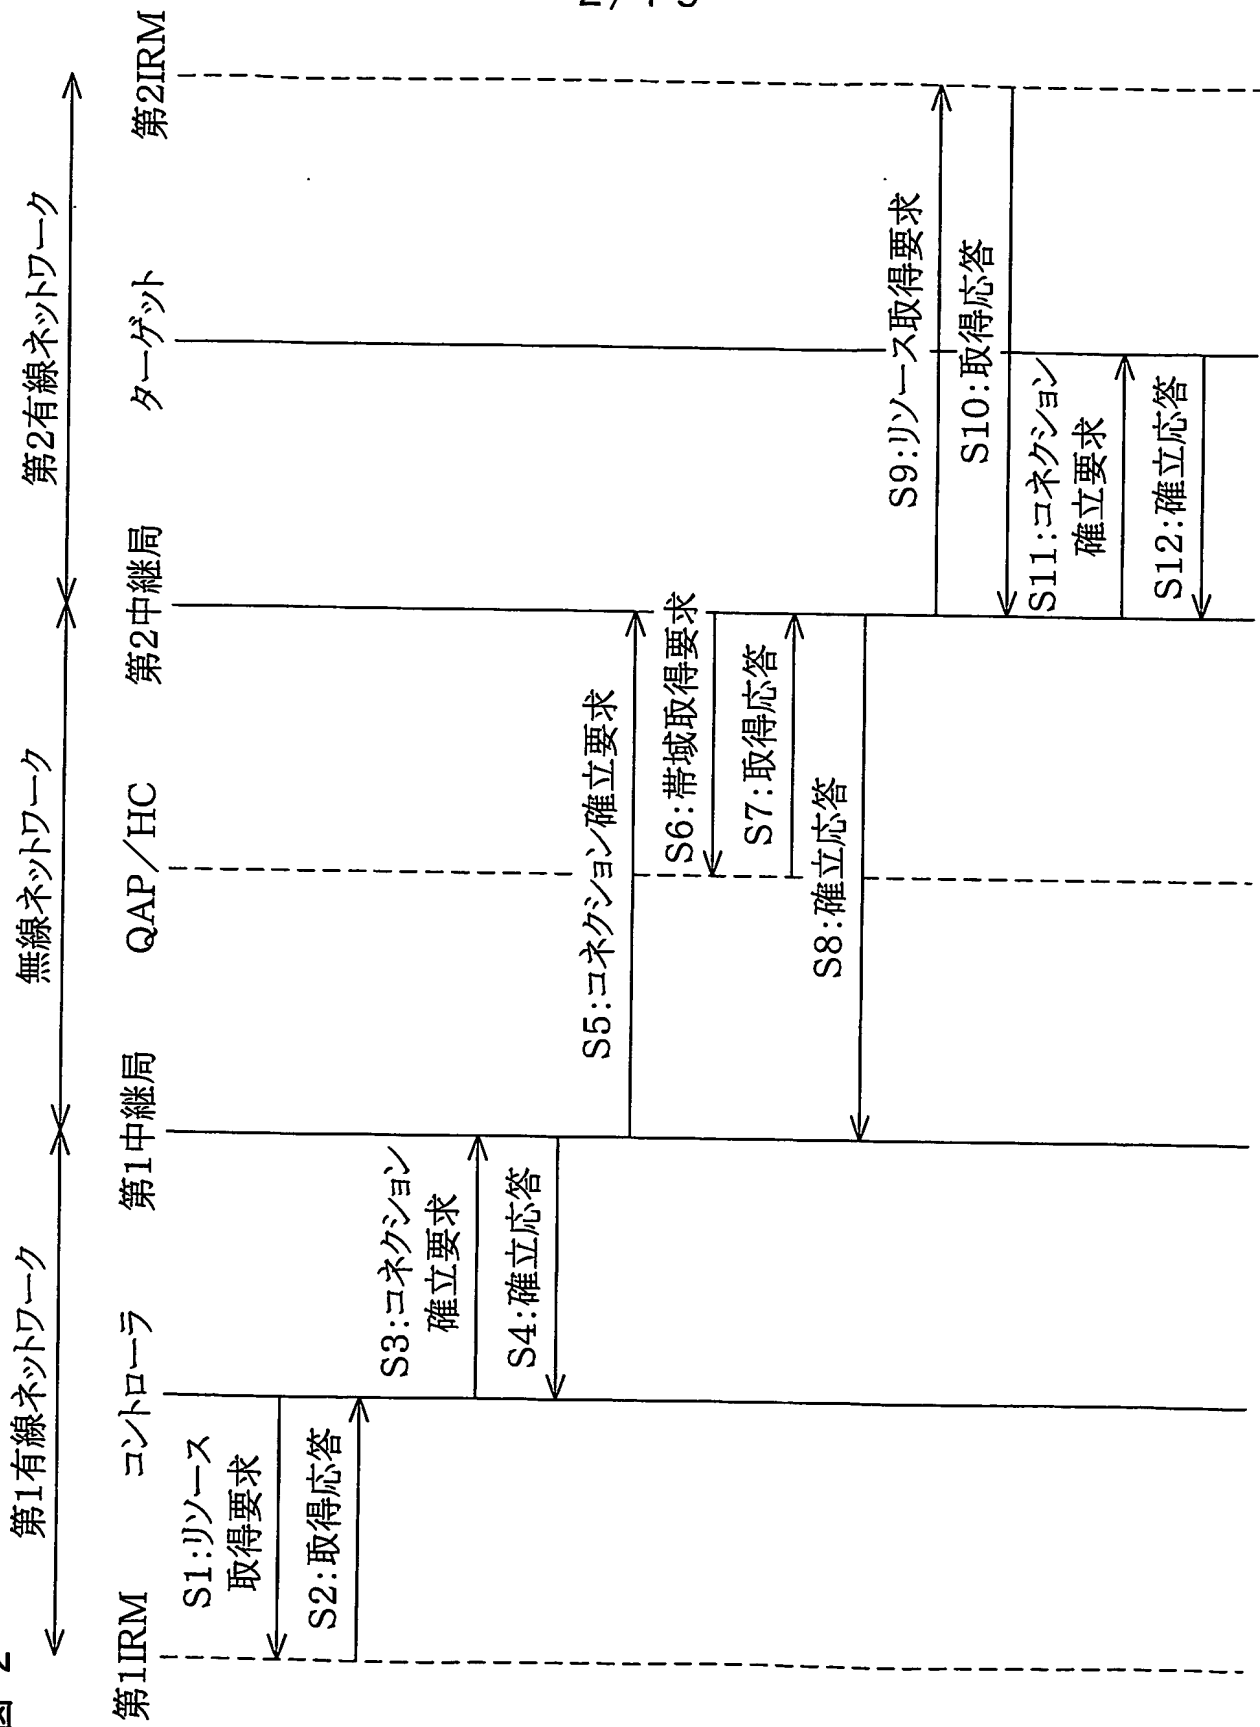 図 2
第1有線ネットワーク
無線ネットワーク
第2有線ネットワーク
第1IRM
コントローラ
第1中継局
QAP/HC
第2中継局
ターゲット
第2IRM
S1:リソース
取得要求
S2:取得応答
S3:コネクション
確立要求
S4:確立応答
S5:コネクション確立要求
S6:帯域取得要求
S7:取得応答
S8:確立応答
S9:リソース取得要求
S10:取得応答
S11:コネクション
確立要求
S12:確立応答